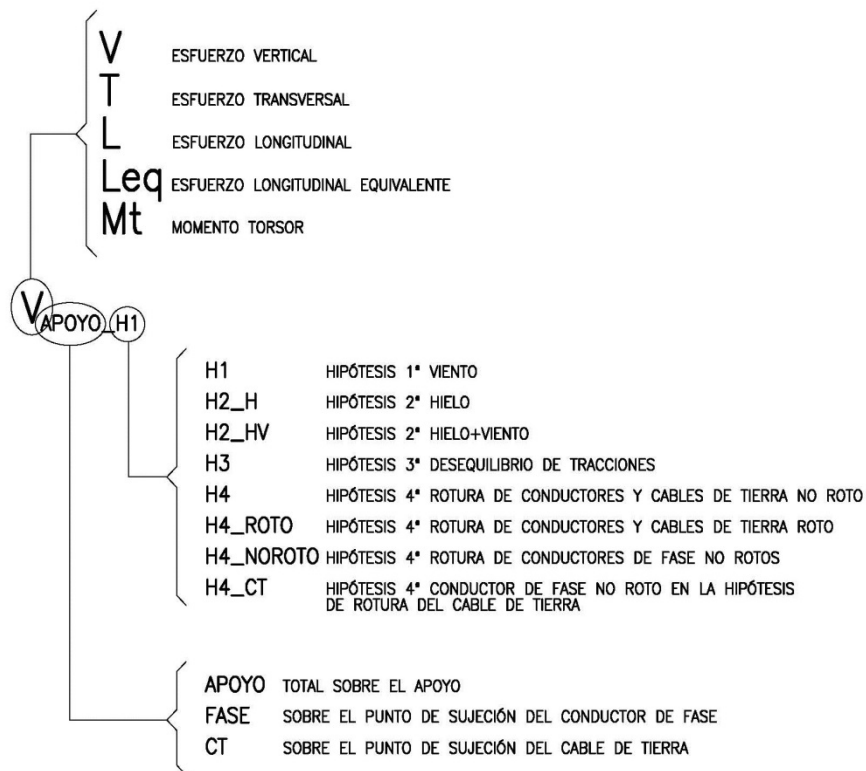 V ESFUERZO VERTICAL
T ESFUERZO TRANSVERSAL
L ESFUERZO LONGITUDINAL
Leq ESFUERZO LONGITUDINAL EQUIVALENTE
Mt MOMENTO TORSOR
VAPOYO_H1
H1 HIPÓTESIS 1ª VIENTO
H2_H HIPÓTESIS 2ª HIELO
H2_HV HIPÓTESIS 2ª HIELO+VIENTO
H3 HIPÓTESIS 3ª DESEQUILIBRIO DE TRACCIONES
H4 HIPÓTESIS 4ª ROTURA DE CONDUCTORES Y CABLES DE TIERRA NO ROTO
H4_ROTO HIPÓTESIS 4ª ROTURA DE CONDUCTORES Y CABLES DE TIERRA ROTO
H4_NOROTO HIPÓTESIS 4ª ROTURA DE CONDUCTORES DE FASE NO ROTOS
H4_CT HIPÓTESIS 4ª CONDUCTOR DE FASE NO ROTO EN LA HIPÓTESIS
DE ROTURA DEL CABLE DE TIERRA
APOYO TOTAL SOBRE EL APOYO
FASE SOBRE EL PUNTO DE SUJECIÓN DEL CONDUCTOR DE FASE
CT SOBRE EL PUNTO DE SUJECIÓN DEL CABLE DE TIERRA